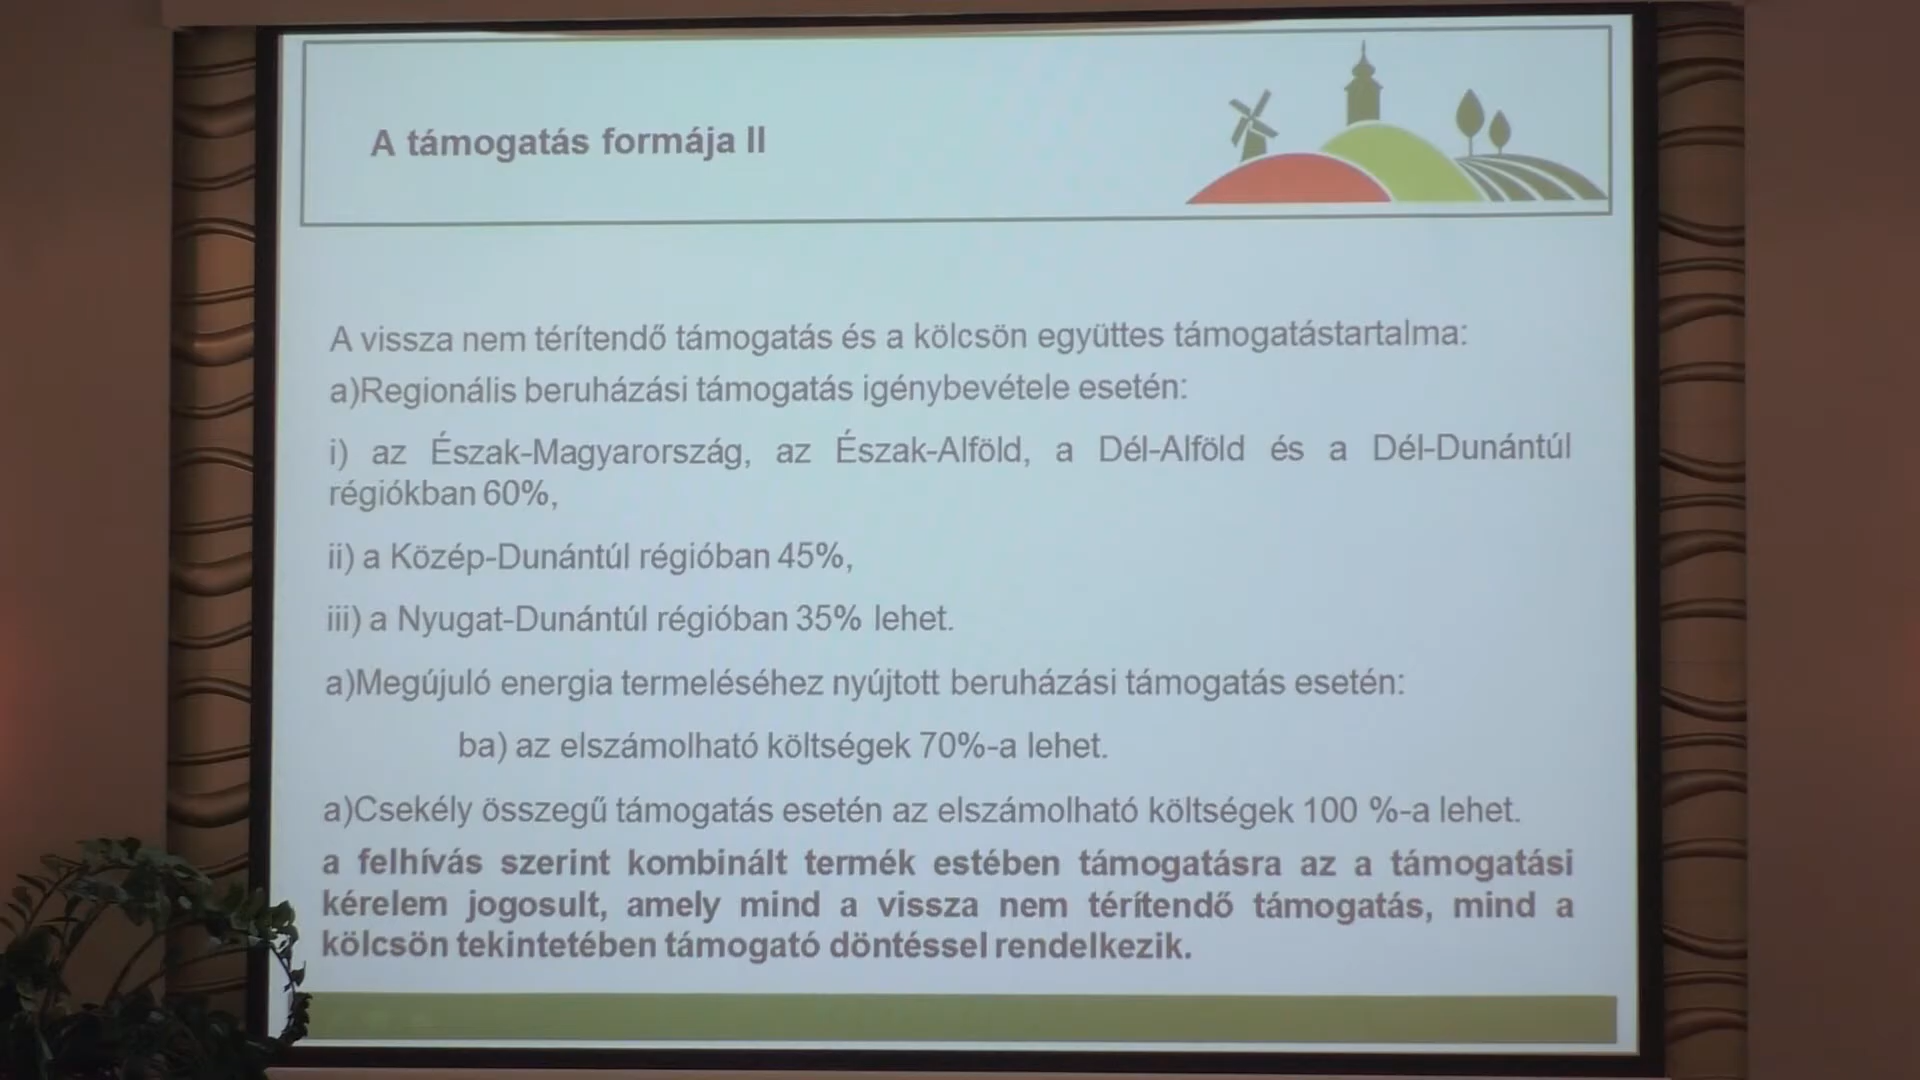 A támogatás formája II
A vissza nem térítendő támogatás és a kölcsön együttes támogatástartalma:
a)Regionális beruházási támogatás igénybevétele esetén:
i) az Észak-Magyarország, az Észak-Alföld, a Dél-Alföld és a Dél-Dunántúl
régiókban 60%,
ii) a Közép-Dunántúl régióban 45%,
iii) a Nyugat-Dunántúl régióban 35% lehet.
a)Megújuló energia termeléséhez nyújtott beruházási támogatás esetén:
ba) az elszámolható költségek 70%-a lehet.
a)Csekély összegű támogatás esetén az elszámolható költségek 100 %-a lehet.
a felhívás szerint kombinált termék estében támogatásra az a támogatási
kérelem jogosult, amely mind a vissza nem térítendő támogatás, mind a
kölcsön tekintetében támogató döntéssel rendelkezik.